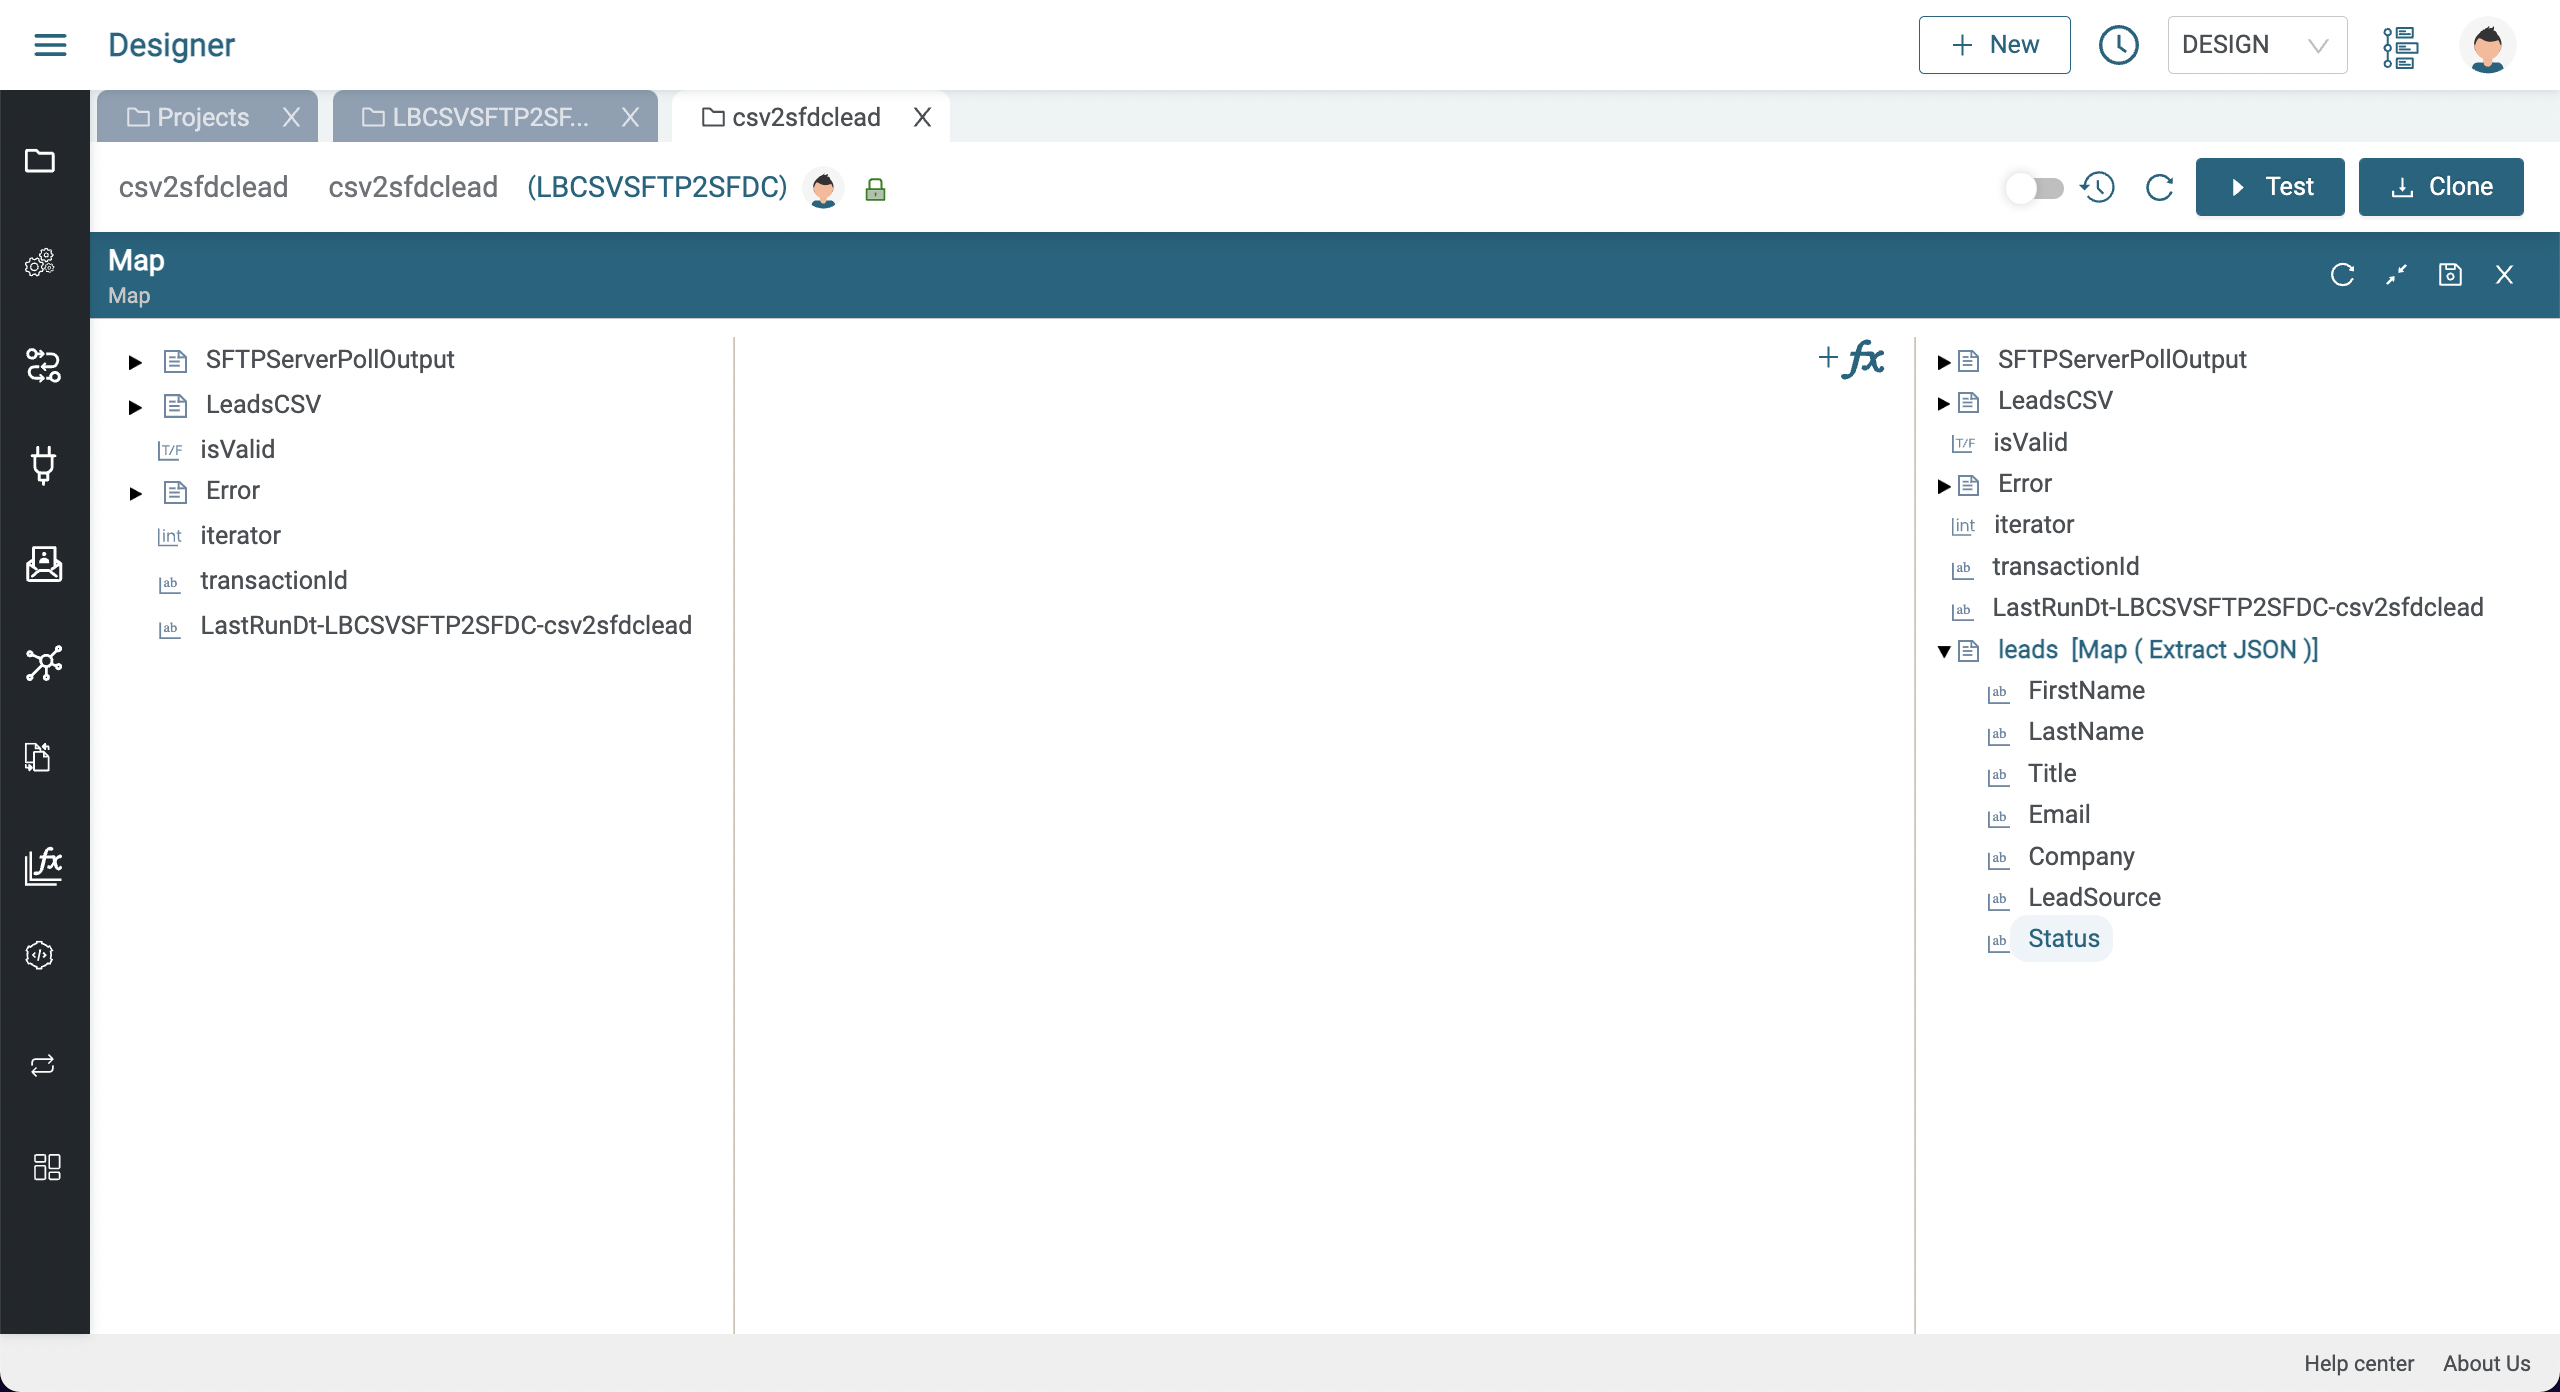 Designer
New
DESIGN
Projects X
LBCSVSFTP2SF... X
csv2sfdclead X
csv2sfdclead csv2sfdclead (LBCSVSFTP2SFDC)
Test
Clone
Map
Map
SFTPServerPollOutput
LeadsCSV
T/F isValid
Error
int iterator
ab transactionId
ab LastRunDt-LBCSVSFTP2SFDC-csv2sfdclead
+ fx
SFTPServerPollOutput
LeadsCSV
T/F isValid
Error
int iterator
ab transactionId
ab LastRunDt-LBCSVSFTP2SFDC-csv2sfdclead
leads [Map ( Extract JSON )]
ab FirstName
ab LastName
ab Title
ab Email
ab Company
ab LeadSource
ab Status
fx
Help center About Us